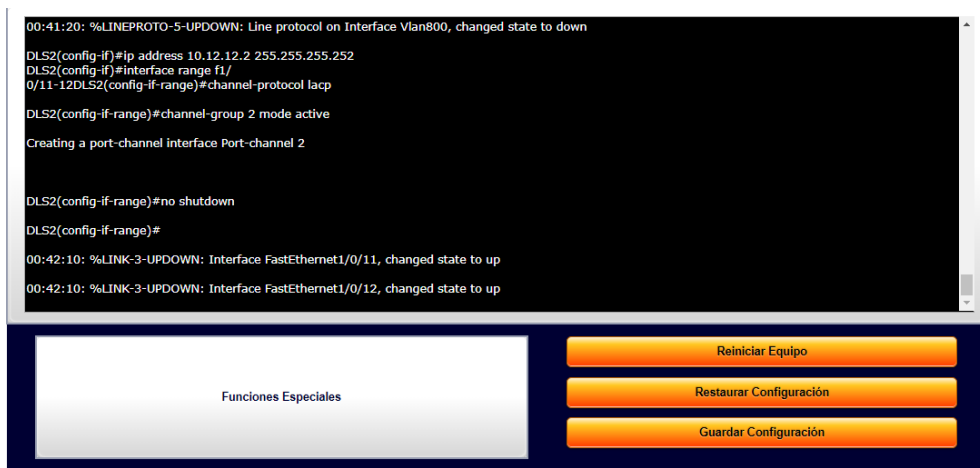 00:41:20: %LINEPROTO-5-UPDOWN: Line protocol on Interface Vlan800, changed state to down
DLS2(config-if)#ip address 10.12.12.2 255.255.255.252
DLS2(config-if)#interface range f1/
0/11-12DLS2(config-if-range)#channel-protocol lacp
DLS2(config-if-range)#channel-group 2 mode active
Creating a port-channel interface Port-channel 2
DLS2(config-if-range)#no shutdown
DLS2(config-if-range)#
00:42:10: %LINK-3-UPDOWN: Interface FastEthernet1/0/11, changed state to up
00:42:10: %LINK-3-UPDOWN: Interface FastEthernet1/0/12, changed state to up
Funciones Especiales
Reiniciar Equipo
Restaurar Configuración
Guardar Configuración